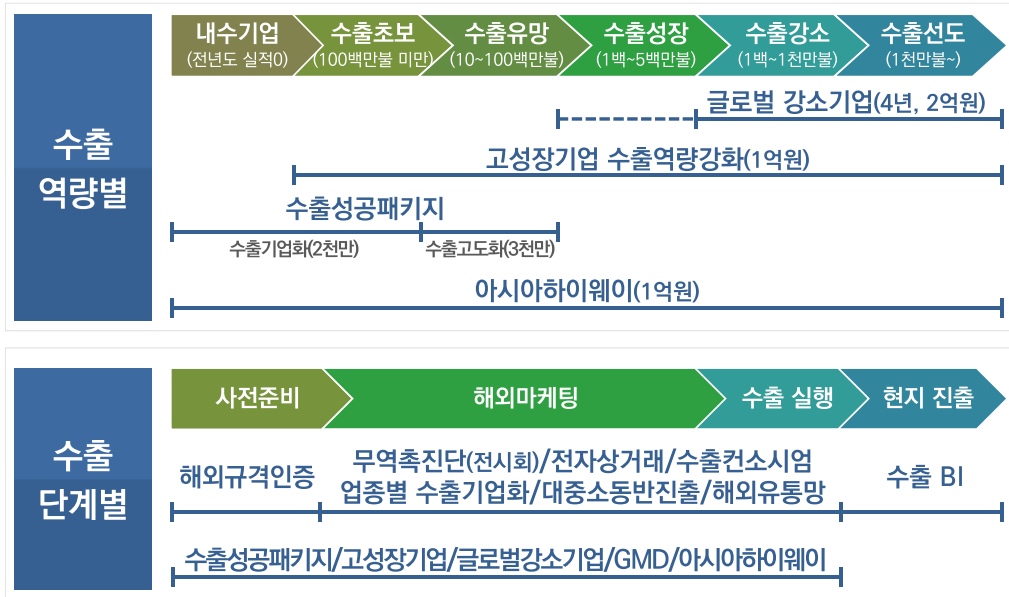 수출
역량별
내수기업
(전년도 실적0)
수출초보
(100백만불 미만)
수출유망
(10~100백만불)
수출성장
(1백~5백만불)
수출강소
(1백~1천만불)
수출선도
(1천만불~)
글로벌 강소기업(4년, 2억원)
고성장기업 수출역량강화(1억원)
수출성공패키지
수출기업화(2천만)
수출고도화(3천만)
아시아하이웨이(1억원)
수출
단계별
사전준비
해외마케팅
수출 실행
현지 진출
해외규격인증
무역촉진단(전시회)/전자상거래/수출컨소시엄
업종별 수출기업화/대중소동반진출/해외유통망
수출 BI
수출성공패키지/고성장기업/글로벌강소기업/GMD/아시아하이웨이